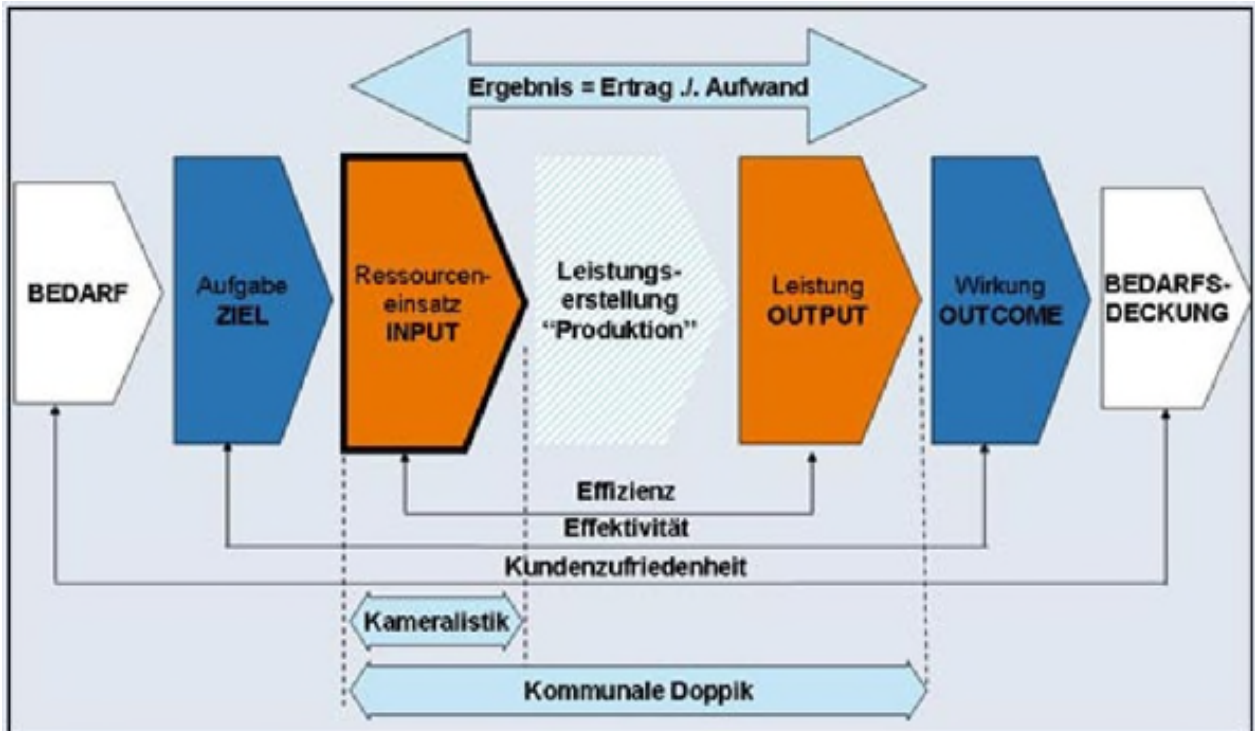 Ergebnis = Ertrag ./. Aufwand
BEDARF
Aufgabe
ZIEL
Ressourcen-
einsatz
INPUT
Leistungs-
erstellung
"Produktion"
Leistung
OUTPUT
Wirkung
OUTCOME
BEDARFS-
DECKUNG
Effizienz
Effektivität
Kundenzufriedenheit
Kameralistik
Kommunale Doppik